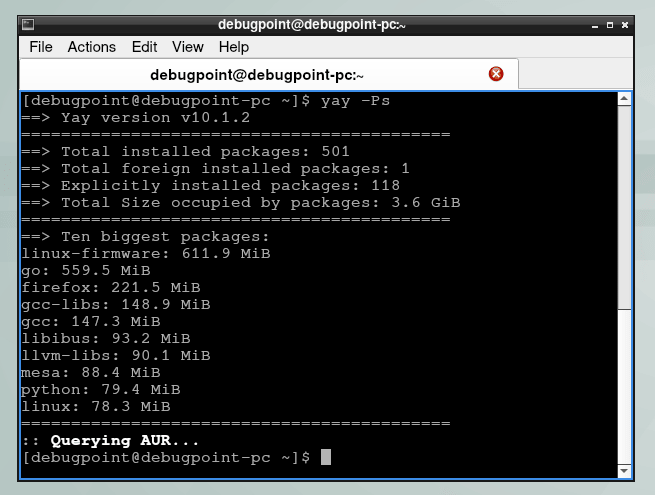 debugpoint@debugpoint-pc:~
File Actions Edit View Help
debugpoint@debugpoint-pc:~
[debugpoint@debugpoint-pc ~]$ yay -Ps
==> Yay version v10.1.2
===========================================
==> Total installed packages: 501
==> Total foreign installed packages: 1
==> Explicitly installed packages: 118
==> Total Size occupied by packages: 3.6 GiB
===========================================
==> Ten biggest packages:
linux-firmware: 611.9 MiB
go: 559.5 MiB
firefox: 221.5 MiB
gcc-libs: 148.9 MiB
gcc: 147.3 MiB
libibus: 93.2 MiB
llvm-libs: 90.1 MiB
mesa: 88.4 MiB
python: 79.4 MiB
linux: 78.3 MiB
===========================================
:: Querying AUR...
[debugpoint@debugpoint-pc ~]$